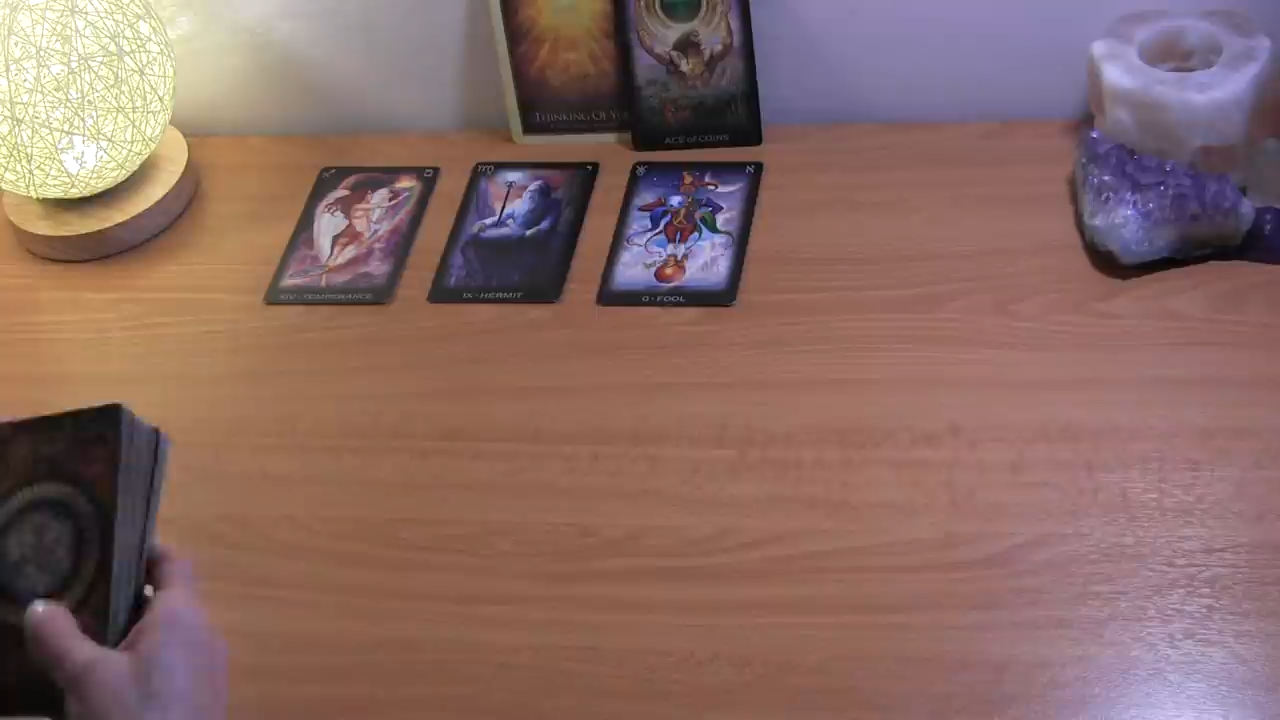 THINKING OF YOU
ACE of COINS
XIV • TEMPERANCE
IX • HERMIT
0 • FOOL